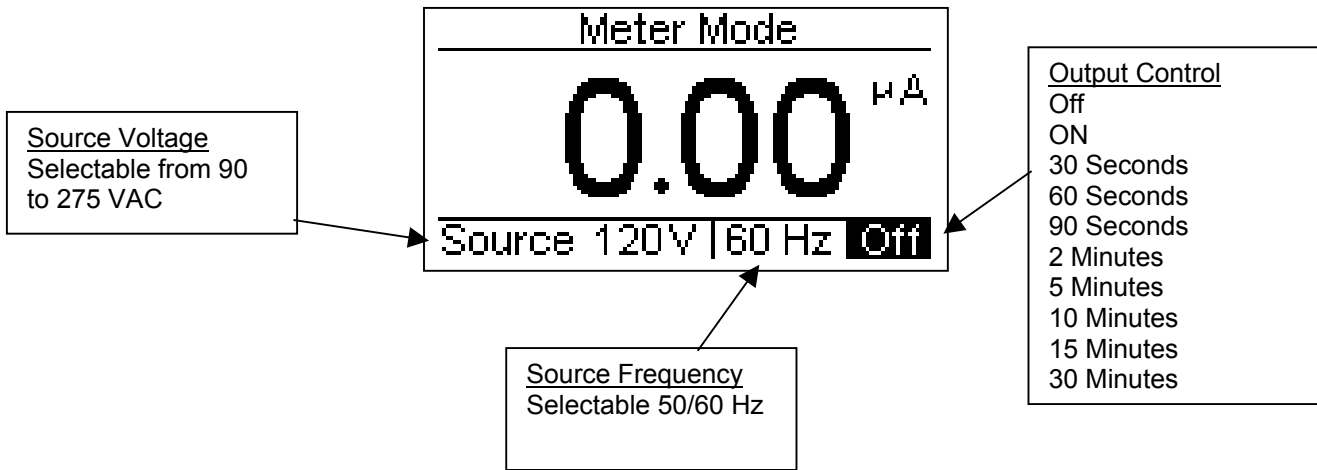 Meter Mode
0.00 µA
Source 120V | 60 Hz Off
Source Voltage
Selectable from 90
to 275 VAC
Source Frequency
Selectable 50/60 Hz
Output Control
Off
ON
30 Seconds
60 Seconds
90 Seconds
2 Minutes
5 Minutes
10 Minutes
15 Minutes
30 Minutes